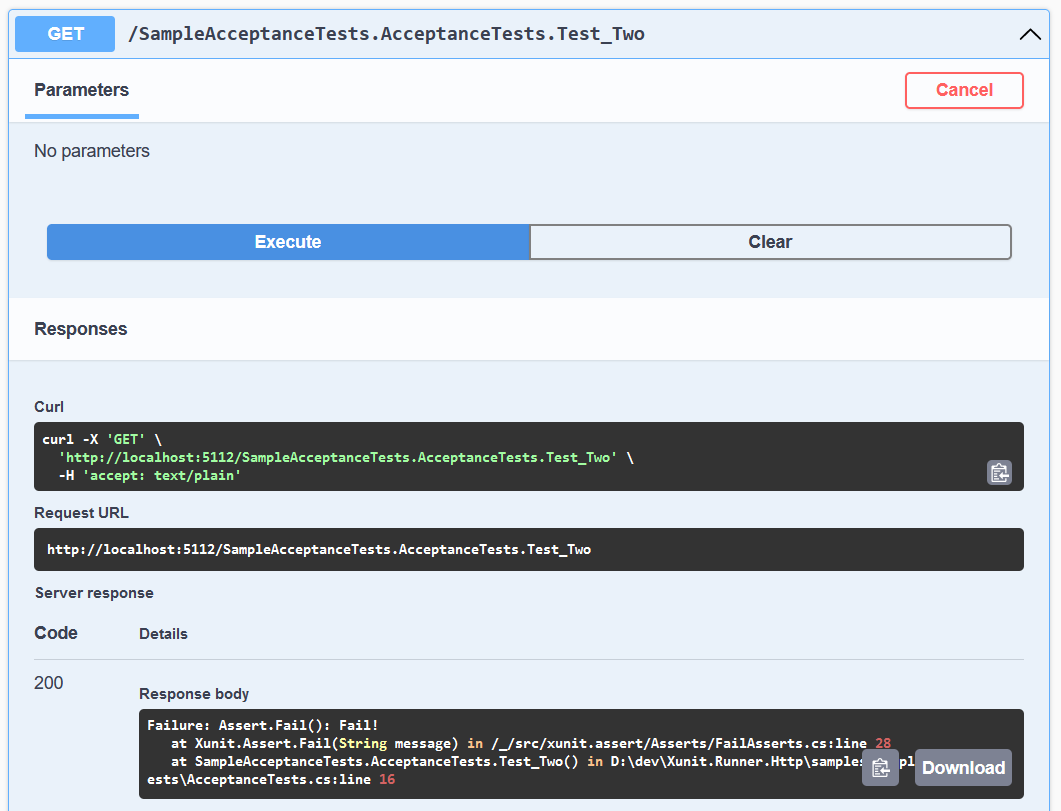 GET /SampleAcceptanceTests.AcceptanceTests.Test_Two
Parameters
Cancel
No parameters
Execute
Clear
Responses
Curl
curl -X 'GET' \
'http://localhost:5112/SampleAcceptanceTests.AcceptanceTests.Test_Two' \
-H 'accept: text/plain'
Request URL
http://localhost:5112/SampleAcceptanceTests.AcceptanceTests.Test_Two
Server response
Code Details
200
Response body
Failure: Assert.Fail(): Fail!
at Xunit.Assert.Fail(String message) in /_/src/xunit.assert/Asserts/FailAsserts.cs:line 28
at SampleAcceptanceTests.AcceptanceTests.Test_Two() in D:\dev\Xunit.Runner.Http\samples
ests\AcceptanceTests.cs:line 16
Download